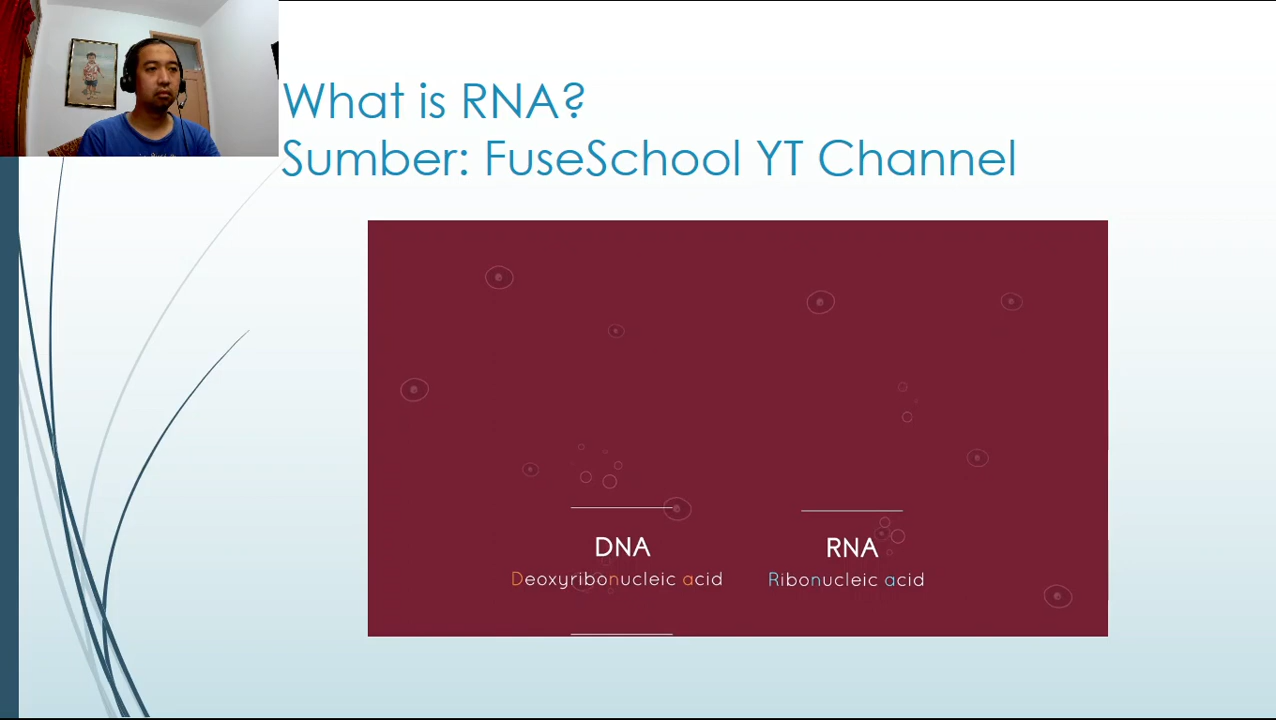 What is RNA?
Sumber: FuseSchool YT Channel
DNA
Deoxyribonucleic acid
RNA
Ribonucleic acid